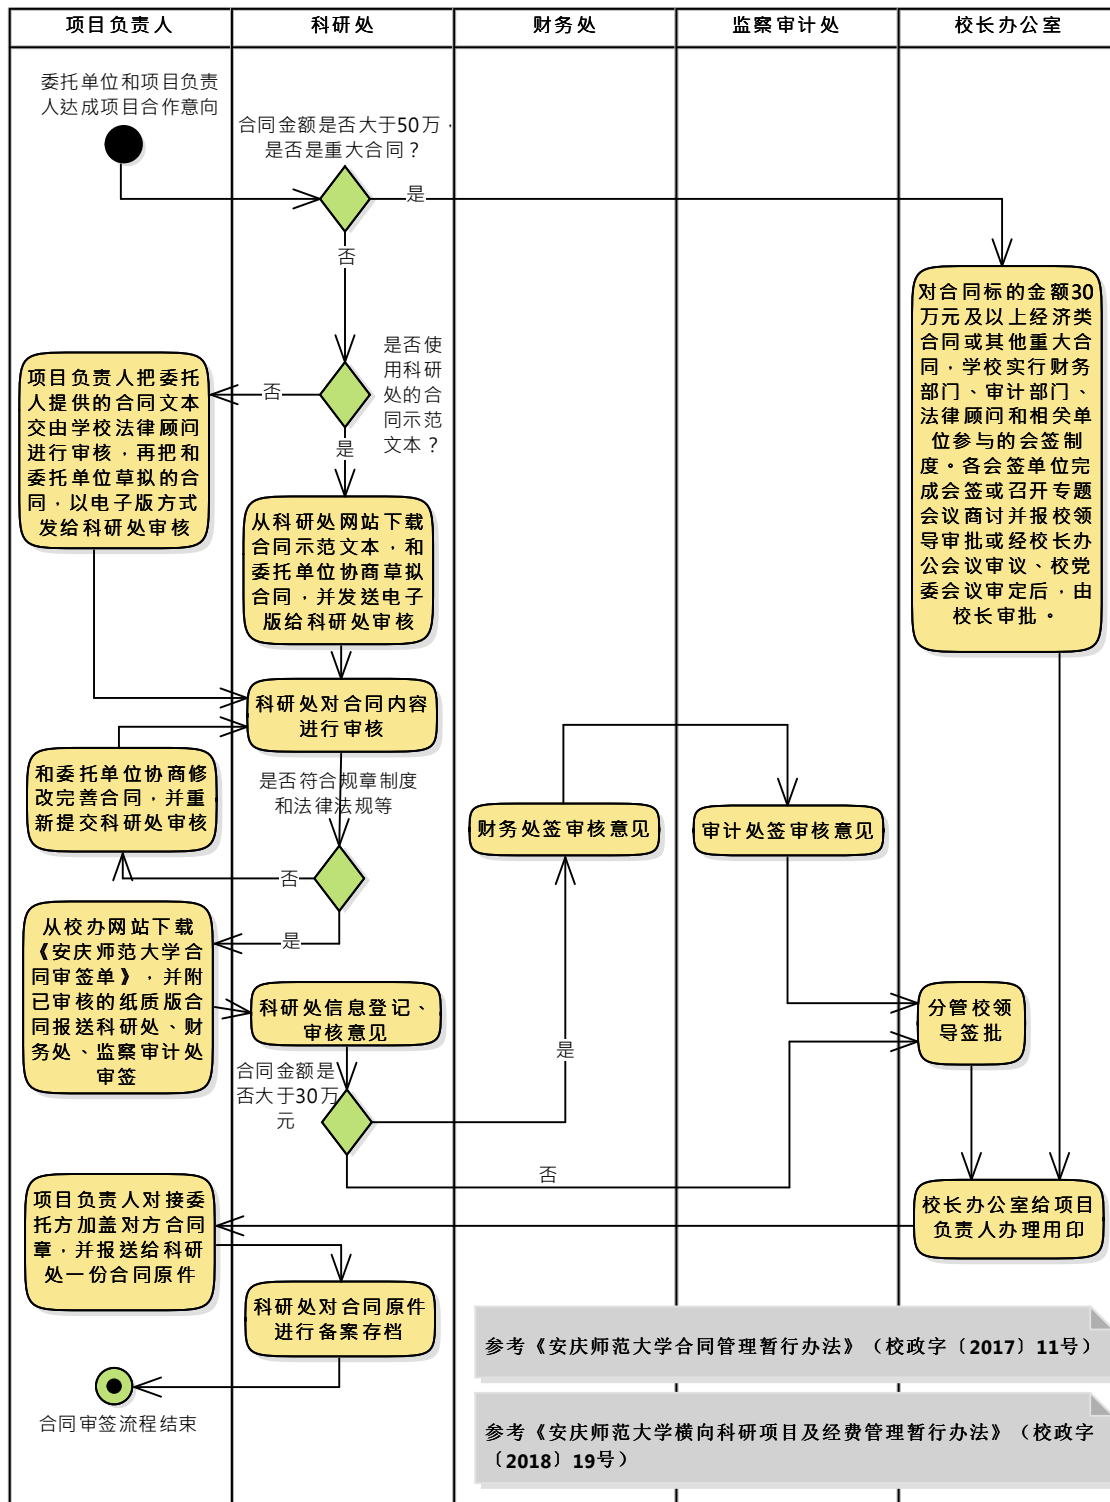 项目负责人
科研处
财务处
监察审计处
校长办公室
委托单位和项目负责
人达成项目合作意向
合同金额是否大于50万，
是否是重大合同？
是
否
对合同标的金额30
万元及以上经济类
合同或其他重大合
同，学校实行财务
部门、审计部门、
法律顾问和相关单
位参与的会签制
度。各会签单位完
成会签或召开专题
会议商讨并报校领
导审批或经校长办
公会议审议、校党
委会议审定后，由
校长审批。
是否使
用科研
处的合
同示范
文本？
否
是
项目负责人把委托
人提供的合同文本
交由学校法律顾问
进行审核，再把和
委托单位草拟的合
同，以电子版方式
发给科研处审核
从科研处网站下载
合同示范文本，和
委托单位协商草拟
合同，并发送电子
版给科研处审核
科研处对合同内容
进行审核
和委托单位协商修
改完善合同，并重
新提交科研处审核
是否符合规章制度
和法律法规等
否
是
财务处签审核意见
审计处签审核意见
从校办网站下载
《安庆师范大学合
同审签单》，并附
已审核的纸质版合
同报送科研处、财
务处、监察审计处
审签
科研处信息登记、
审核意见
分管校领
导签批
合同金额是
否大于30万
元
是
否
项目负责人对接委
托方加盖对方合同
章，并报送给科研
处一份合同原件
校长办公室给项目
负责人办理用印
科研处对合同原件
进行备案存档
合同审签流程结束
参考《安庆师范大学合同管理暂行办法》（校政字〔2017〕11号）
参考《安庆师范大学横向科研项目及经费管理暂行办法》（校政字
〔2018〕19号）